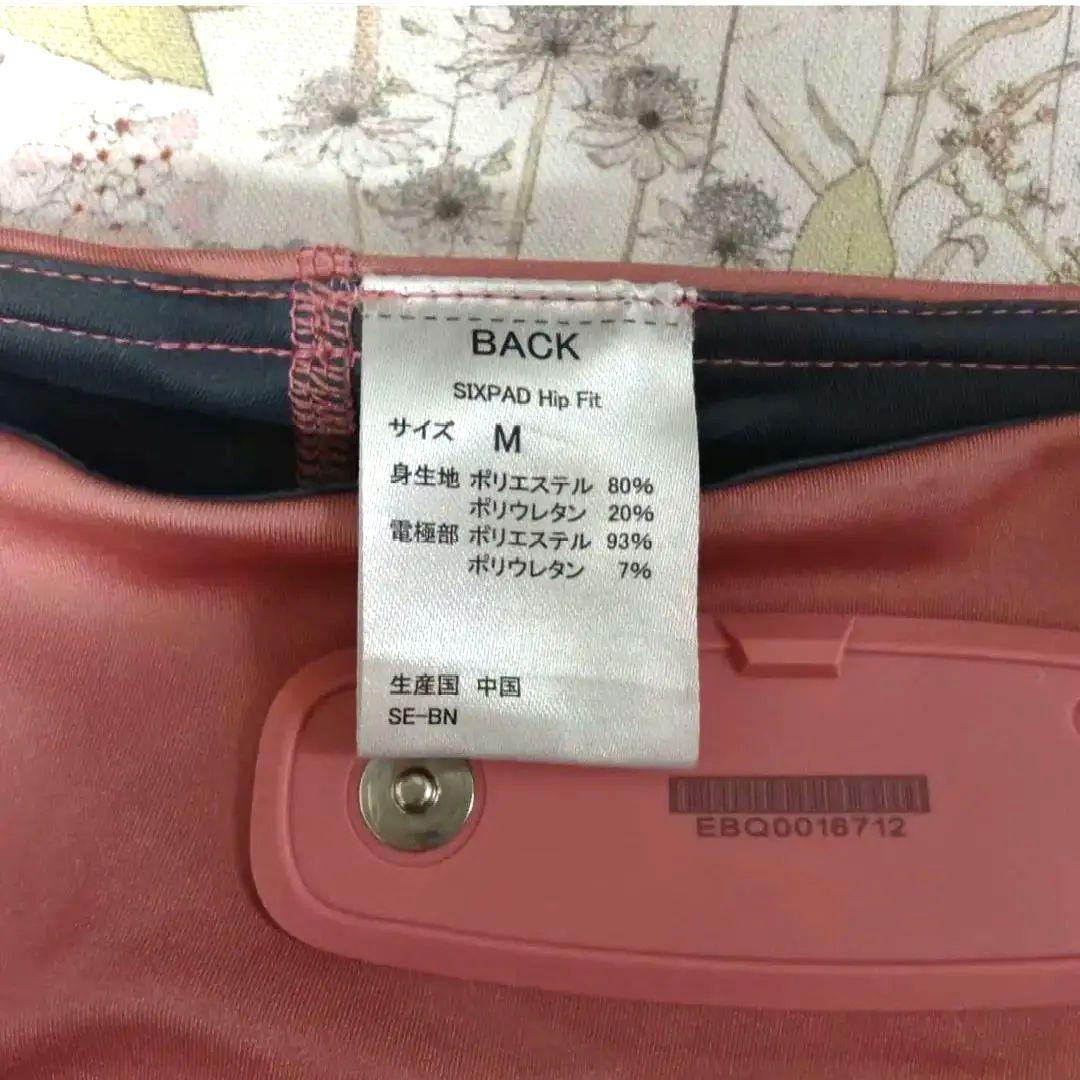 BACK
SIXPAD Hip Fit
サイズ M
身生地 ポリエステル 80%
ポリウレタン 20%
電極部 ポリエステル 93%
ポリウレタン 7%
生産国 中国
SE-BN
EBQ0016712